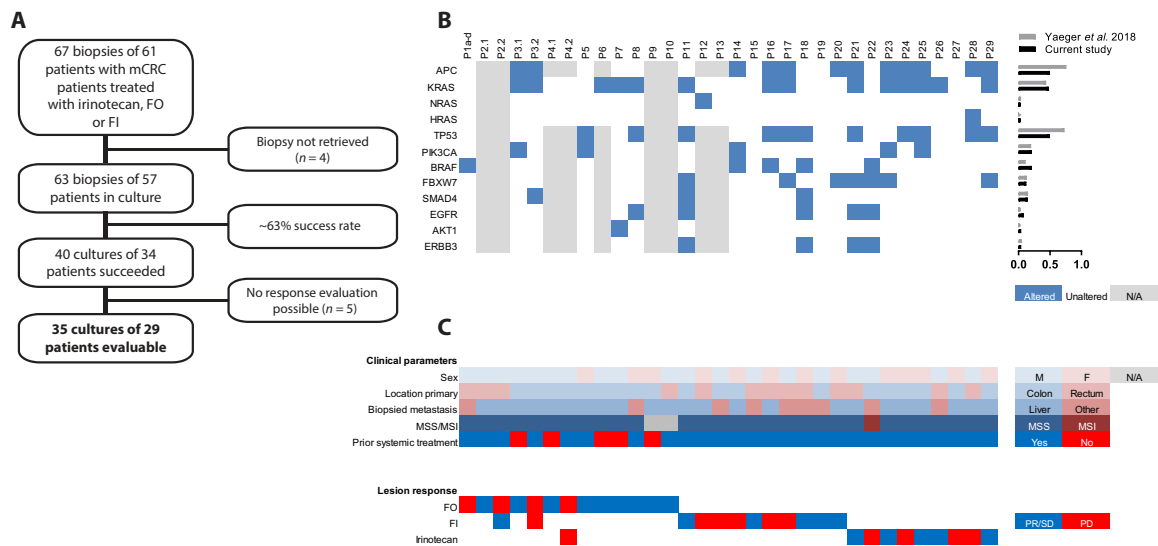 A
67 biopsies of 61
patients with mCRC
patients treated
with irinotecan, FO
or FI
Biopsy not retrieved
(n = 4)
63 biopsies of 57
patients in culture
~63% success rate
40 cultures of 34
patients succeeded
No response evaluation
possible (n = 5)
35 cultures of 29
patients evaluable
B
P1a-d P2.1 P2.2 P3.1 P3.2 P4.1 P4.2 P5 P6 P7 P8 P9 P10 P11 P12 P13 P14 P15 P16 P17 P18 P19 P20 P21 P22 P23 P24 P25 P26 P27 P28 P29
APC
KRAS
NRAS
HRAS
TP53
PIK3CA
BRAF
FBXW7
SMAD4
EGFR
AKT1
ERBB3
Yaeger et al. 2018
Current study
0.0 0.5 1.0
Altered Unaltered N/A
C
Clinical parameters
Sex
Location primary
Biopsied metastasis
MSS/MSI
Prior systemic treatment
M F N/A
Colon Rectum
Liver Other
MSS MSI
Yes No
Lesion response
FO
FI
Irinotecan
PR/SD PD